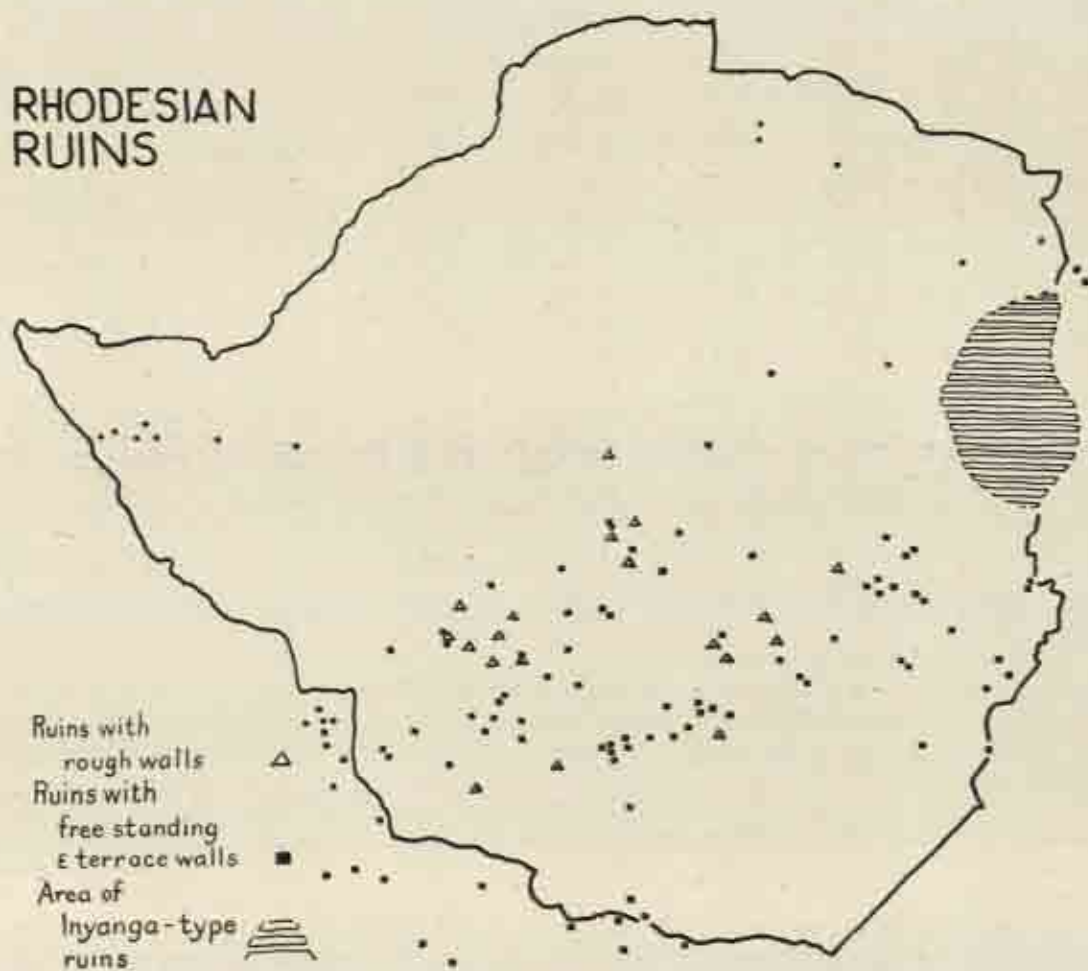 RHODESIAN
RUINS
Ruins with
rough walls
Ruins with
free standing
& terrace walls
Area of
Inyanga-type
ruins